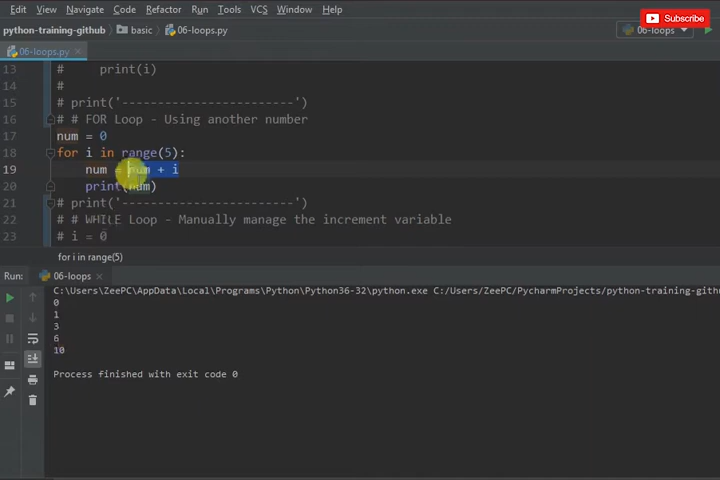 File Edit View Navigate Code Refactor Run Tools VCS Window Help
Subscribe
python-training-github basic 06-loops.py 06-loops
06-loops.py ×
13 # print(i)
14 #
15 # print('------------------------')
16 # # FOR Loop - Using another number
17 num = 0
18 for i in range(5):
19 num = num + i
20 print(num)
21 # print('------------------------')
22 # # WHILE Loop - Manually manage the increment variable
23 # i = 0
for i in range(5)
Run: 06-loops ×
C:\Users\ZeePC\AppData\Local\Programs\Python\Python36-32\python.exe C:/Users/ZeePC/PycharmProjects/python-training-githu
0
1
3
6
10
Process finished with exit code 0